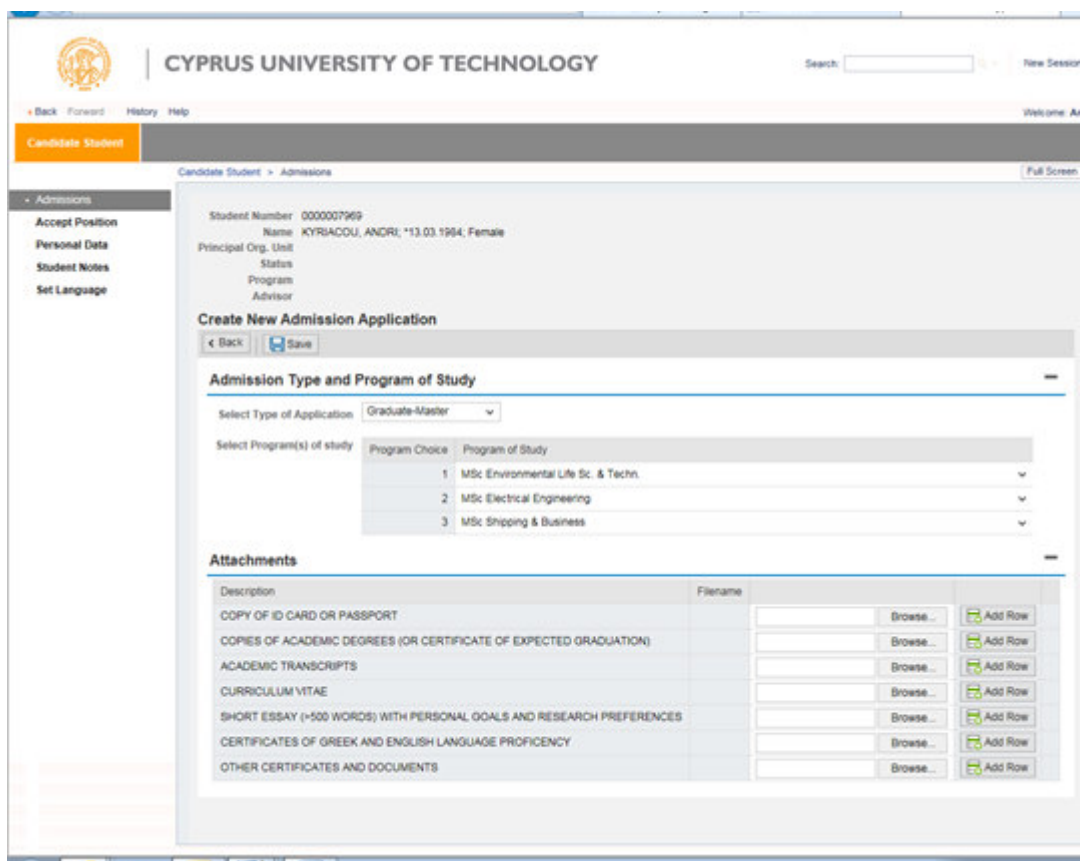 CYPRUS UNIVERSITY OF TECHNOLOGY
Search:
New Session
Back Forward History Help
Welcome: An
Candidate Student
Candidate Student > Admissions
Full Screen
Admissions
Accept Position
Personal Data
Student Notes
Set Language
Student Number 0000007969
Name KYRIACOU, ANDRI; *13.03.1984; Female
Principal Org. Unit
Status
Program
Advisor
Create New Admission Application
Back Save
Admission Type and Program of Study
Select Type of Application Graduate-Master
Select Program(s) of study Program Choice Program of Study
1 MSc Environmental Life Sc. & Techn.
2 MSc Electrical Engineering
3 MSc Shipping & Business
Attachments
Description Filename
COPY OF ID CARD OR PASSPORT Browse... Add Row
COPIES OF ACADEMIC DEGREES (OR CERTIFICATE OF EXPECTED GRADUATION) Browse... Add Row
ACADEMIC TRANSCRIPTS Browse... Add Row
CURRICULUM VITAE Browse... Add Row
SHORT ESSAY (>500 WORDS) WITH PERSONAL GOALS AND RESEARCH PREFERENCES Browse... Add Row
CERTIFICATES OF GREEK AND ENGLISH LANGUAGE PROFICENCY Browse... Add Row
OTHER CERTIFICATES AND DOCUMENTS Browse... Add Row